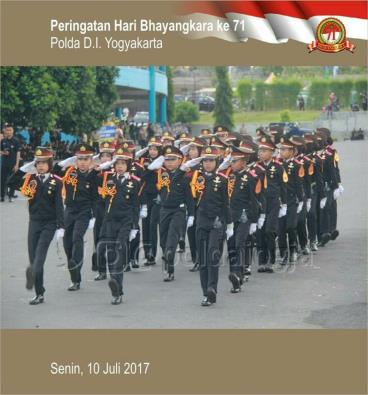 Peringatan Hari Bhayangkara ke 71
Polda D.I. Yogyakarta
Senin, 10 Juli 2017